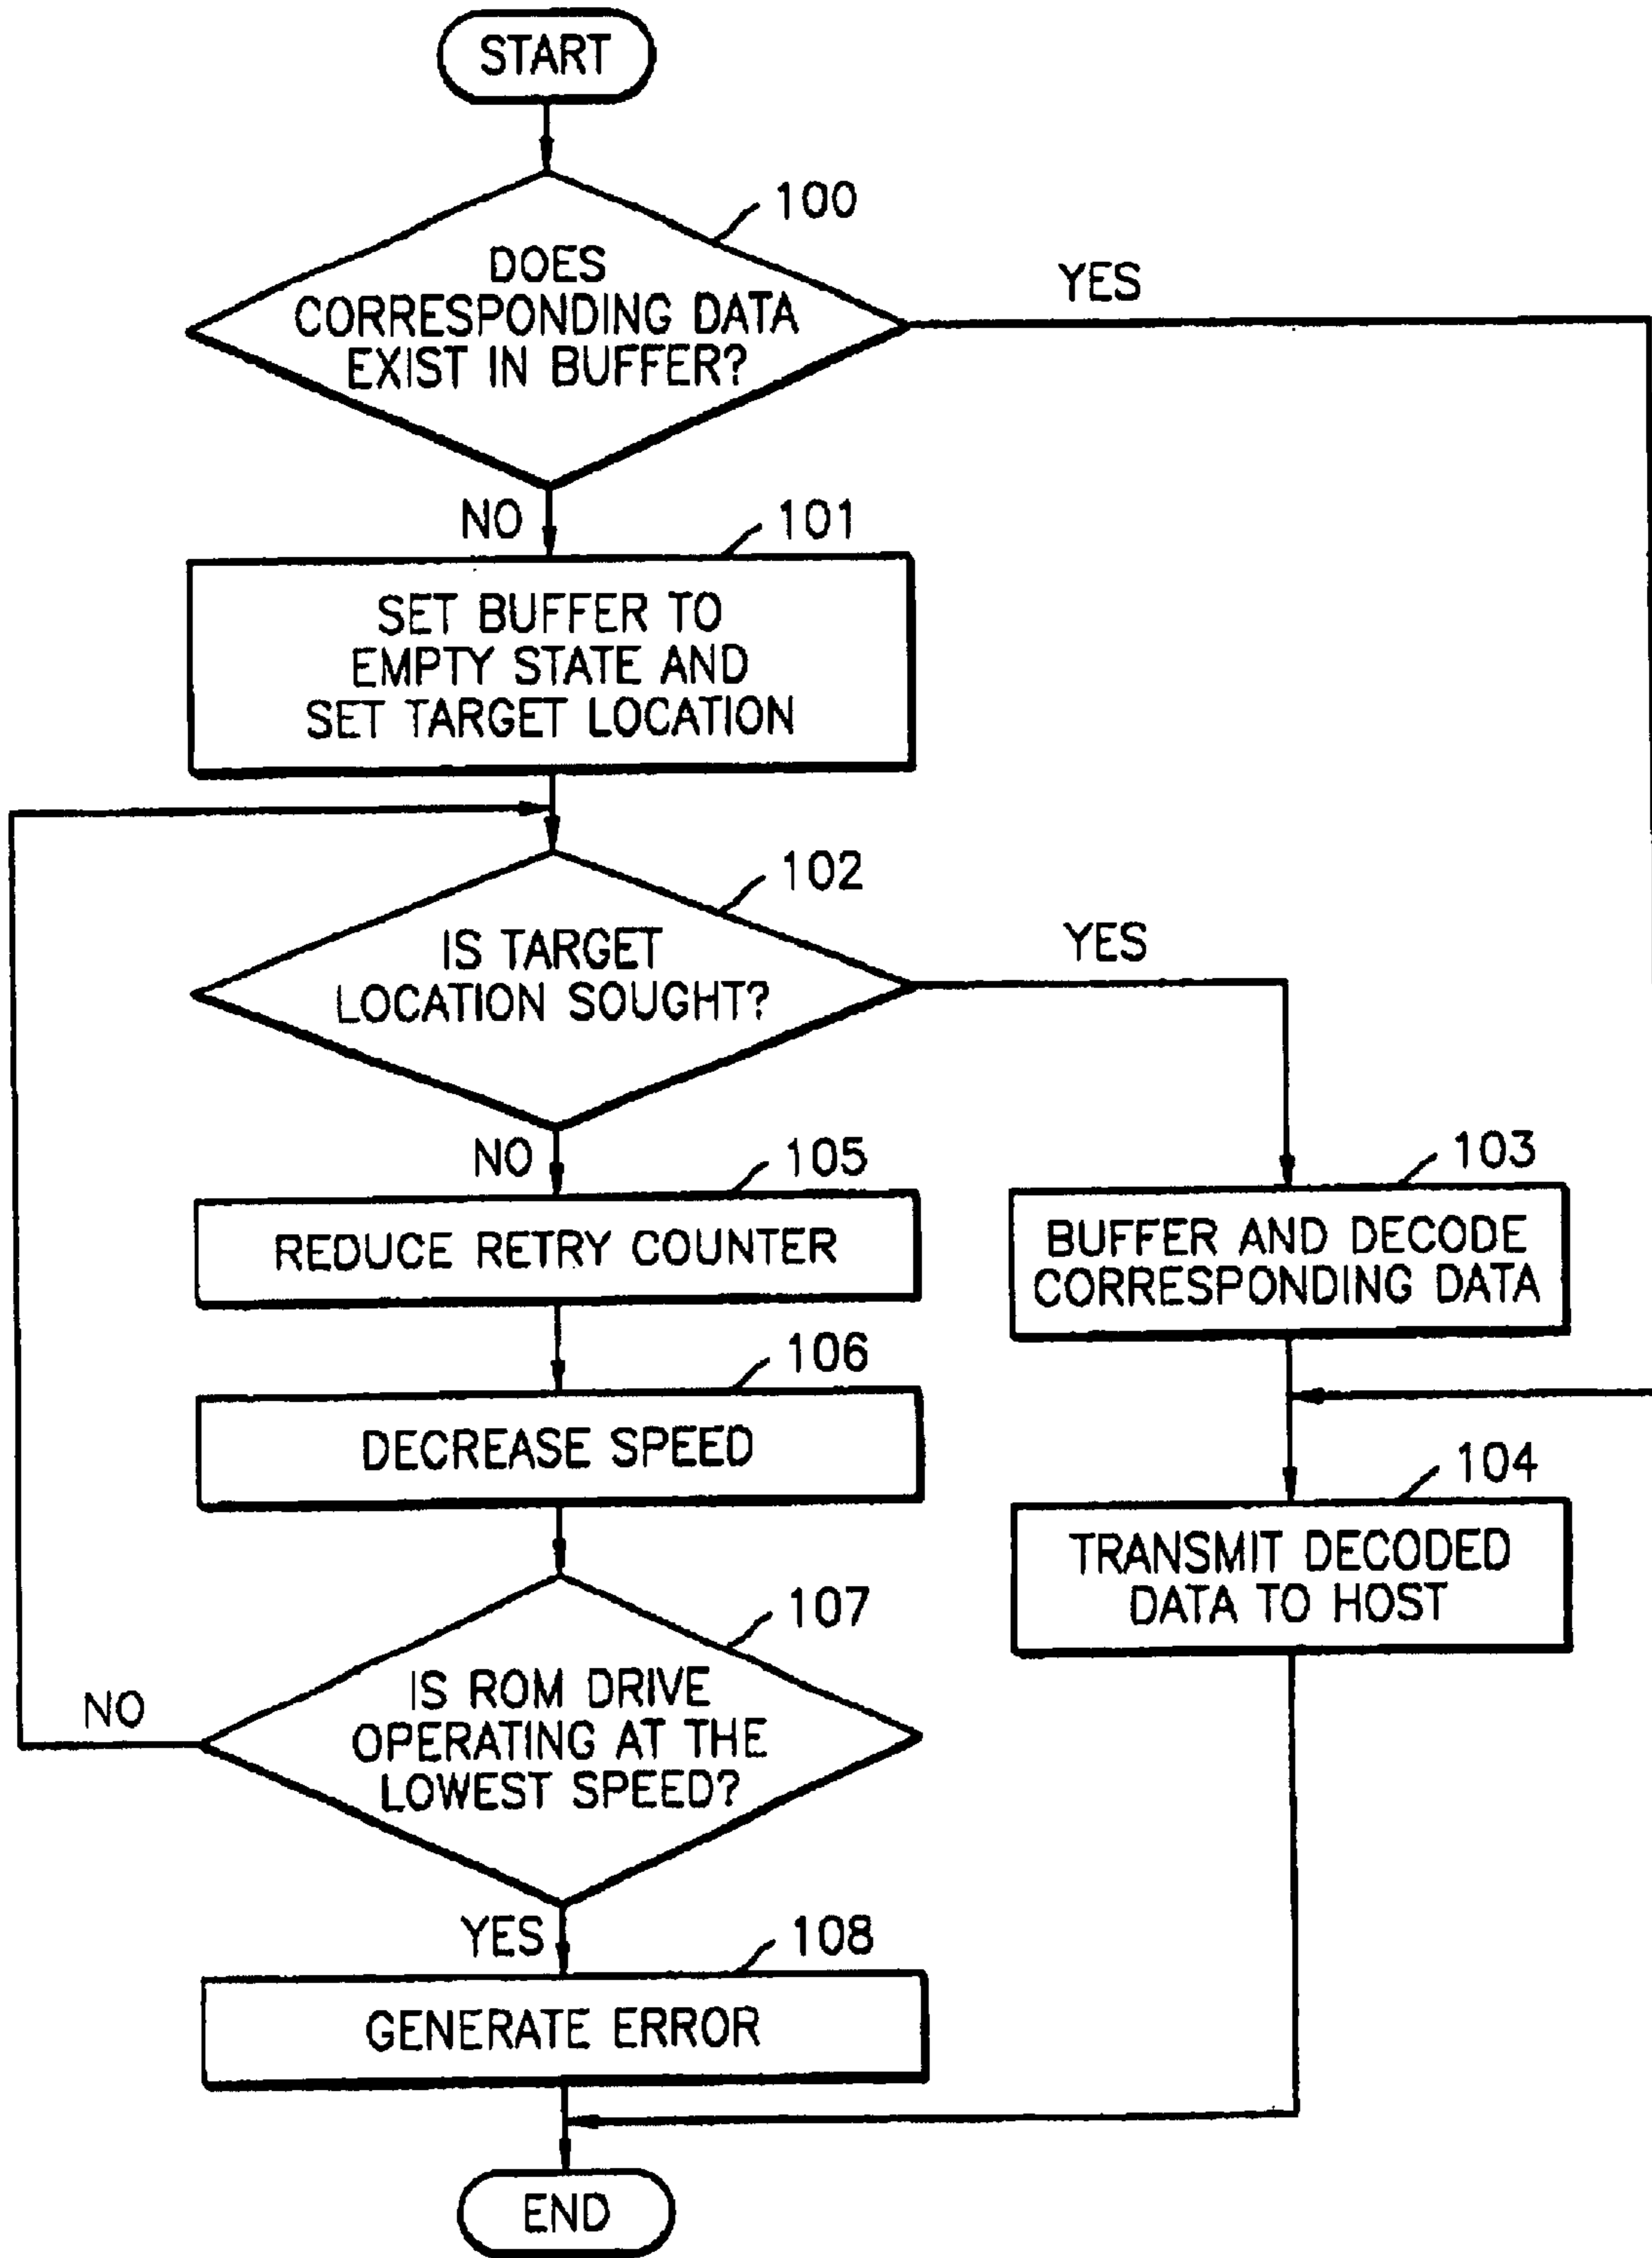 START
100
DOES
CORRESPONDING DATA
EXIST IN BUFFER?
YES
NO
101
SET BUFFER TO
EMPTY STATE AND
SET TARGET LOCATION
102
IS TARGET
LOCATION SOUGHT?
YES
NO
103
BUFFER AND DECODE
CORRESPONDING DATA
105
REDUCE RETRY COUNTER
106
DECREASE SPEED
104
TRANSMIT DECODED
DATA TO HOST
107
IS ROM DRIVE
OPERATING AT THE
LOWEST SPEED?
NO
YES
108
GENERATE ERROR
END